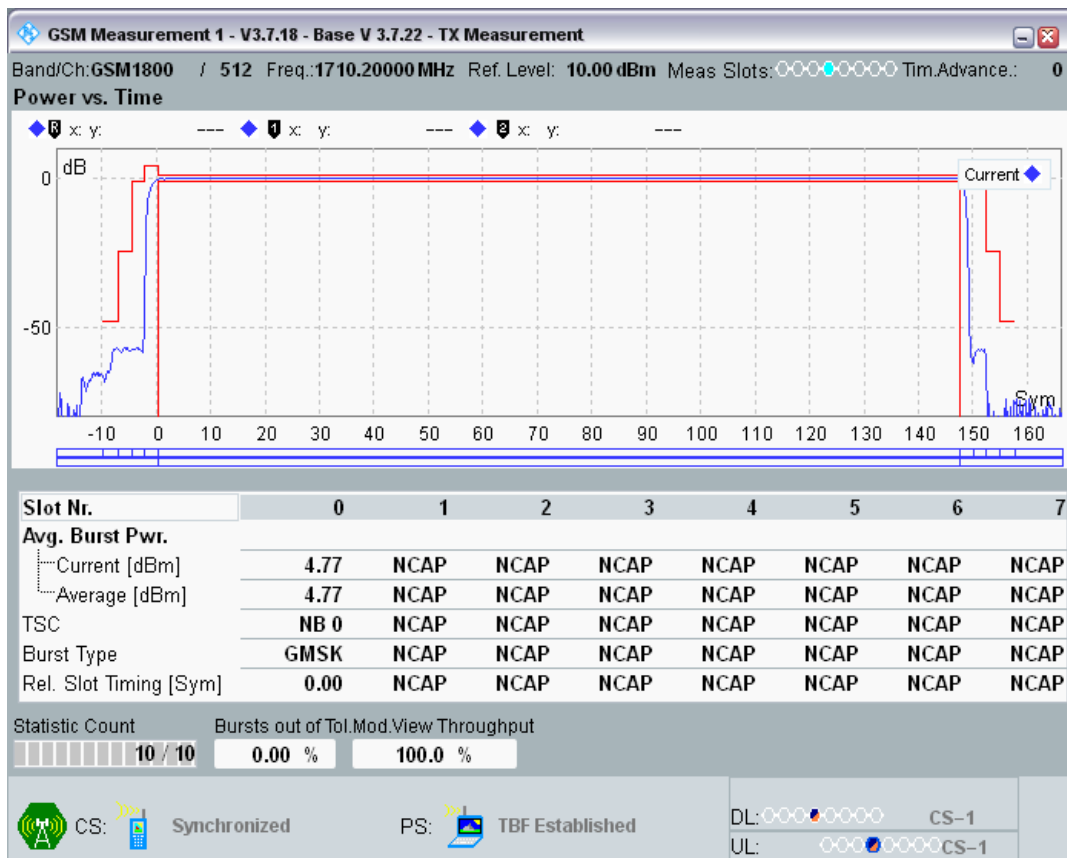 GSM Measurement 1 - V3.7.18 - Base V 3.7.22 - TX Measurement
Band/Ch:GSM1800 / 512 Freq.:1710.20000 MHz Ref. Level: 10.00 dBm Meas Slots: Tim.Advance.: 0
Power vs. Time
R x: y: --- 1 x: y: --- 2 x: y: ---
dB
Current
0
-50
Sym
-10 0 10 20 30 40 50 60 70 80 90 100 110 120 130 140 150 160
Slot Nr. 0 1 2 3 4 5 6 7
Avg. Burst Pwr.
Current [dBm] 4.77 NCAP NCAP NCAP NCAP NCAP NCAP NCAP
Average [dBm] 4.77 NCAP NCAP NCAP NCAP NCAP NCAP NCAP
TSC NB 0 NCAP NCAP NCAP NCAP NCAP NCAP NCAP
Burst Type GMSK NCAP NCAP NCAP NCAP NCAP NCAP NCAP
Rel. Slot Timing [Sym] 0.00 NCAP NCAP NCAP NCAP NCAP NCAP NCAP
Statistic Count Bursts out of Tol. Mod.View Throughput
10 / 10 0.00 % 100.0 %
CS: Synchronized PS: TBF Established
DL: CS-1
UL: CS-1